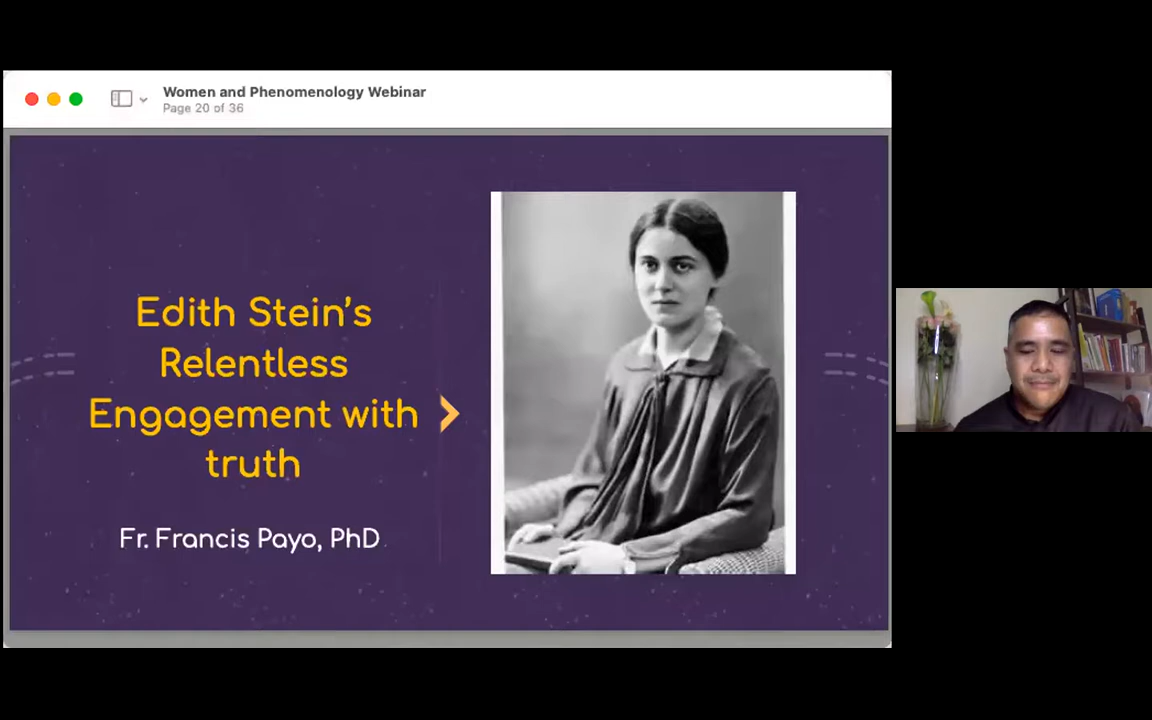 Women and Phenomenology Webinar
Page 20 of 36
Edith Stein’s
Relentless
Engagement with
truth
Fr. Francis Payo, PhD